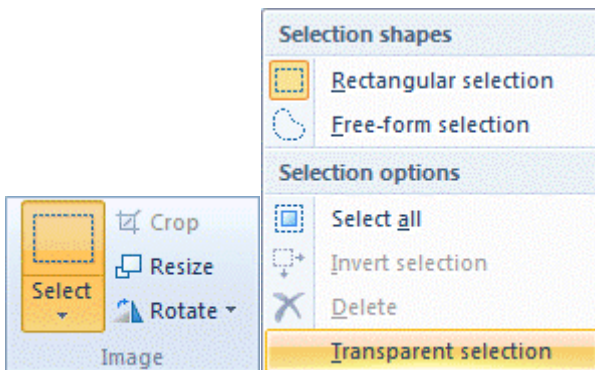 Selection shapes
Rectangular selection
Free-form selection
Selection options
Select all
Invert selection
Delete
Transparent selection
Select
Crop
Resize
Rotate
Image